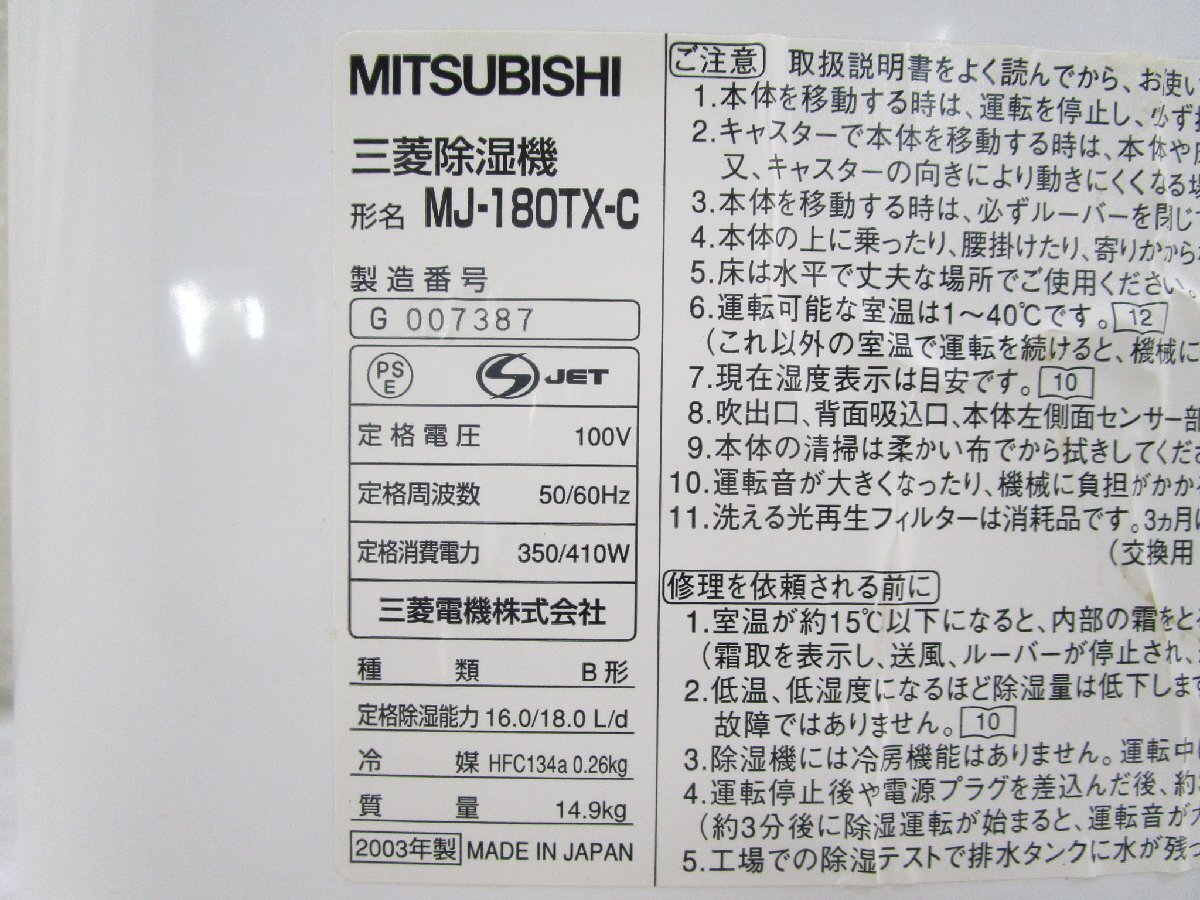 MITSUBISHI
三菱除湿機
形名 MJ-180TX-C
製造番号
G 007387
PS E JET
定格電圧 100V
定格周波数 50/60Hz
定格消費電力 350/410W
三菱電機株式会社
種類 B形
定格除湿能力 16.0/18.0 L/d
冷媒 HFC134a 0.26kg
質量 14.9kg
2003年製 MADE IN JAPAN
ご注意 取扱説明書をよく読んでから、お使い
1.本体を移動する時は、運転を停止し、必ず
2.キャスターで本体を移動する時は、本体や
又、キャスターの向きにより動きにくくなる場
3.本体を移動する時は、必ずルーバーを閉じ
4.本体の上に乗ったり、腰掛けたり、寄りかから
5.床は水平で丈夫な場所でご使用ください。
6.運転可能な室温は1〜40℃です。12
(これ以外の室温で運転を続けると、機械に
7.現在湿度表示は目安です。10
8.吹出口、背面吸込口、本体左側面センサー部
9.本体の清掃は柔かい布でから拭きしてくださ
10.運転音が大きくなったり、機械に負担がかか
11.洗える光再生フィルターは消耗品です。3ヵ月に
(交換用
修理を依頼される前に
1.室温が約15℃以下になると、内部の霜をと
(霜取を表示し、送風、ルーバーが停止され、
2.低温、低湿度になるほど除湿量は低下します
故障ではありません。10
3.除湿機には冷房機能はありません。運転中
4.運転停止後や電源プラグを差込んだ後、約
(約3分後に除湿運転が始まると、運転音が
5.工場での除湿テストで排水タンクに水が残っ